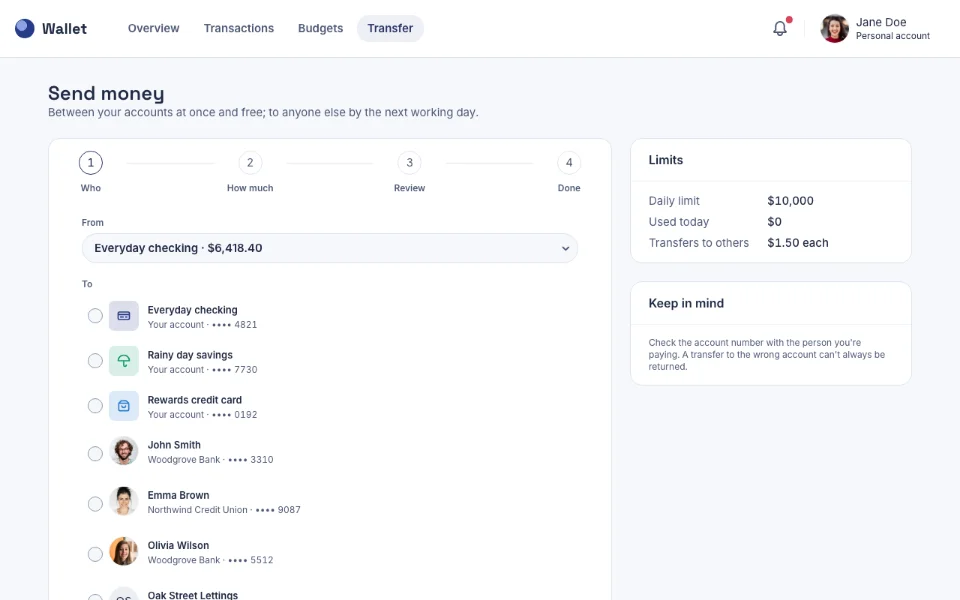 Wallet
Overview
Transactions
Budgets
Transfer
Jane Doe
Personal account
Send money
Between your accounts at once and free; to anyone else by the next working day.
1
2
3
4
Who
How much
Review
Done
From
Everyday checking · $6,418.40
To
Everyday checking
Your account · •••• 4821
Rainy day savings
Your account · •••• 7730
Rewards credit card
Your account · •••• 0192
John Smith
Woodgrove Bank · •••• 3310
Emma Brown
Northwind Credit Union · •••• 9087
Olivia Wilson
Woodgrove Bank · •••• 5512
OS
Oak Street Lettings
Limits
Daily limit $10,000
Used today $0
Transfers to others $1.50 each
Keep in mind
Check the account number with the person you're
paying. A transfer to the wrong account can't always be
returned.